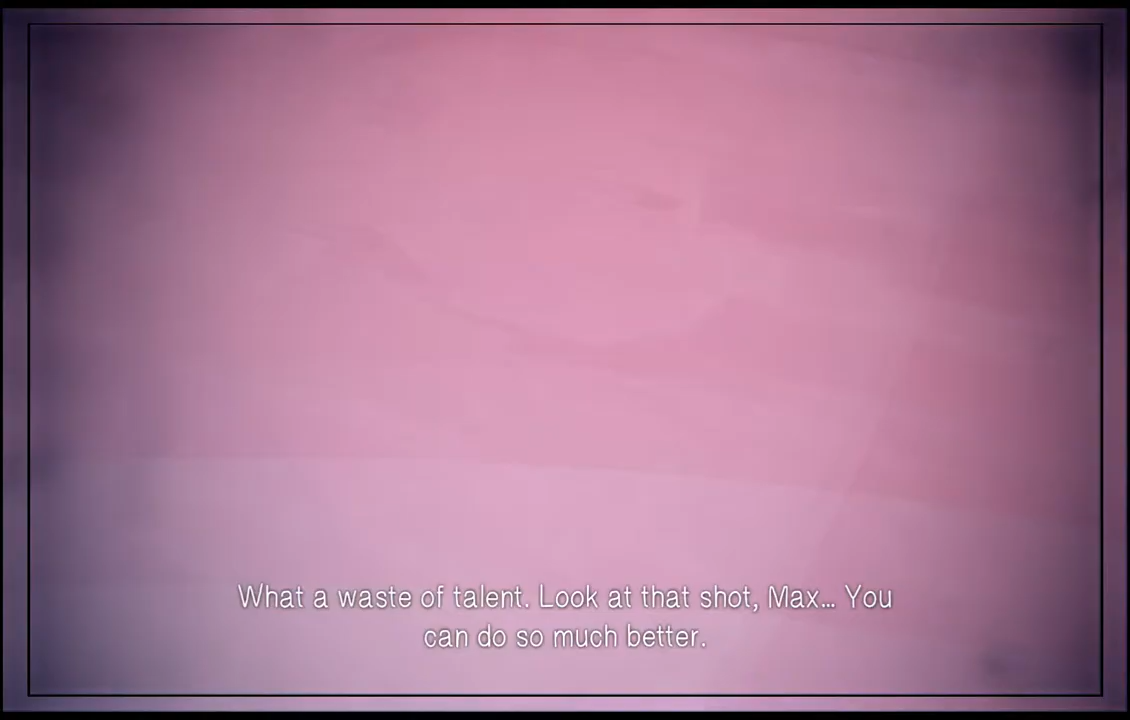 What a waste of talent. Look at that shot, Max... You
can do so much better.